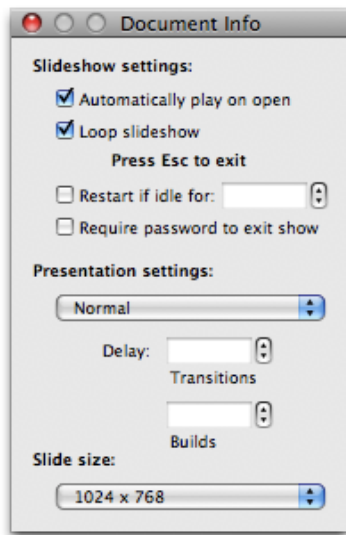 Document Info
Slideshow settings:
Automatically play on open
Loop slideshow
Press Esc to exit
Restart if idle for:
Require password to exit show
Presentation settings:
Normal
Delay:
Transitions
Builds
Slide size:
1024 x 768